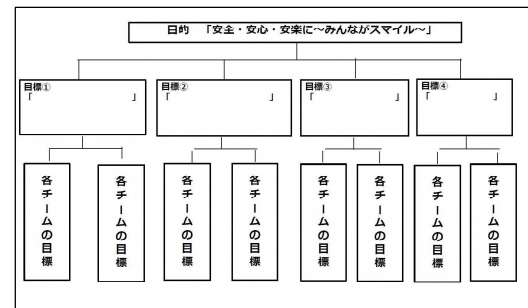 目的 「安全・安心・安楽に～みんながスマイル～」
目標①
「 」
目標②
「 」
目標③
「 」
目標④
「 」
各チームの目標
各チームの目標
各チームの目標
各チームの目標
各チームの目標
各チームの目標
各チームの目標
各チームの目標